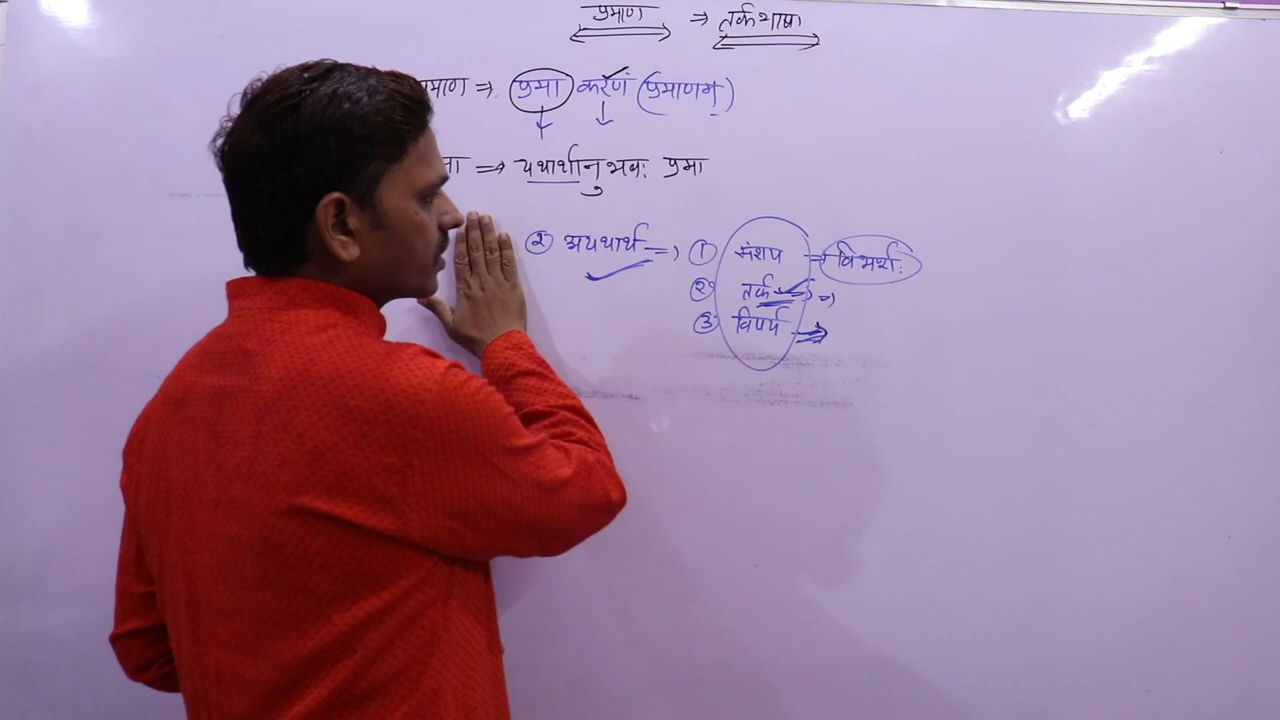 प्रमाण ⇒ तर्कभाषा
प्रमाण ⇒ प्रमा करणं (प्रमाणम्)
⇒ यथार्थानुभवः प्रमा
② अयथार्थ ⇒ ① संशय → विमर्शः
② तर्क ⇒
③ विपर्य ⇒